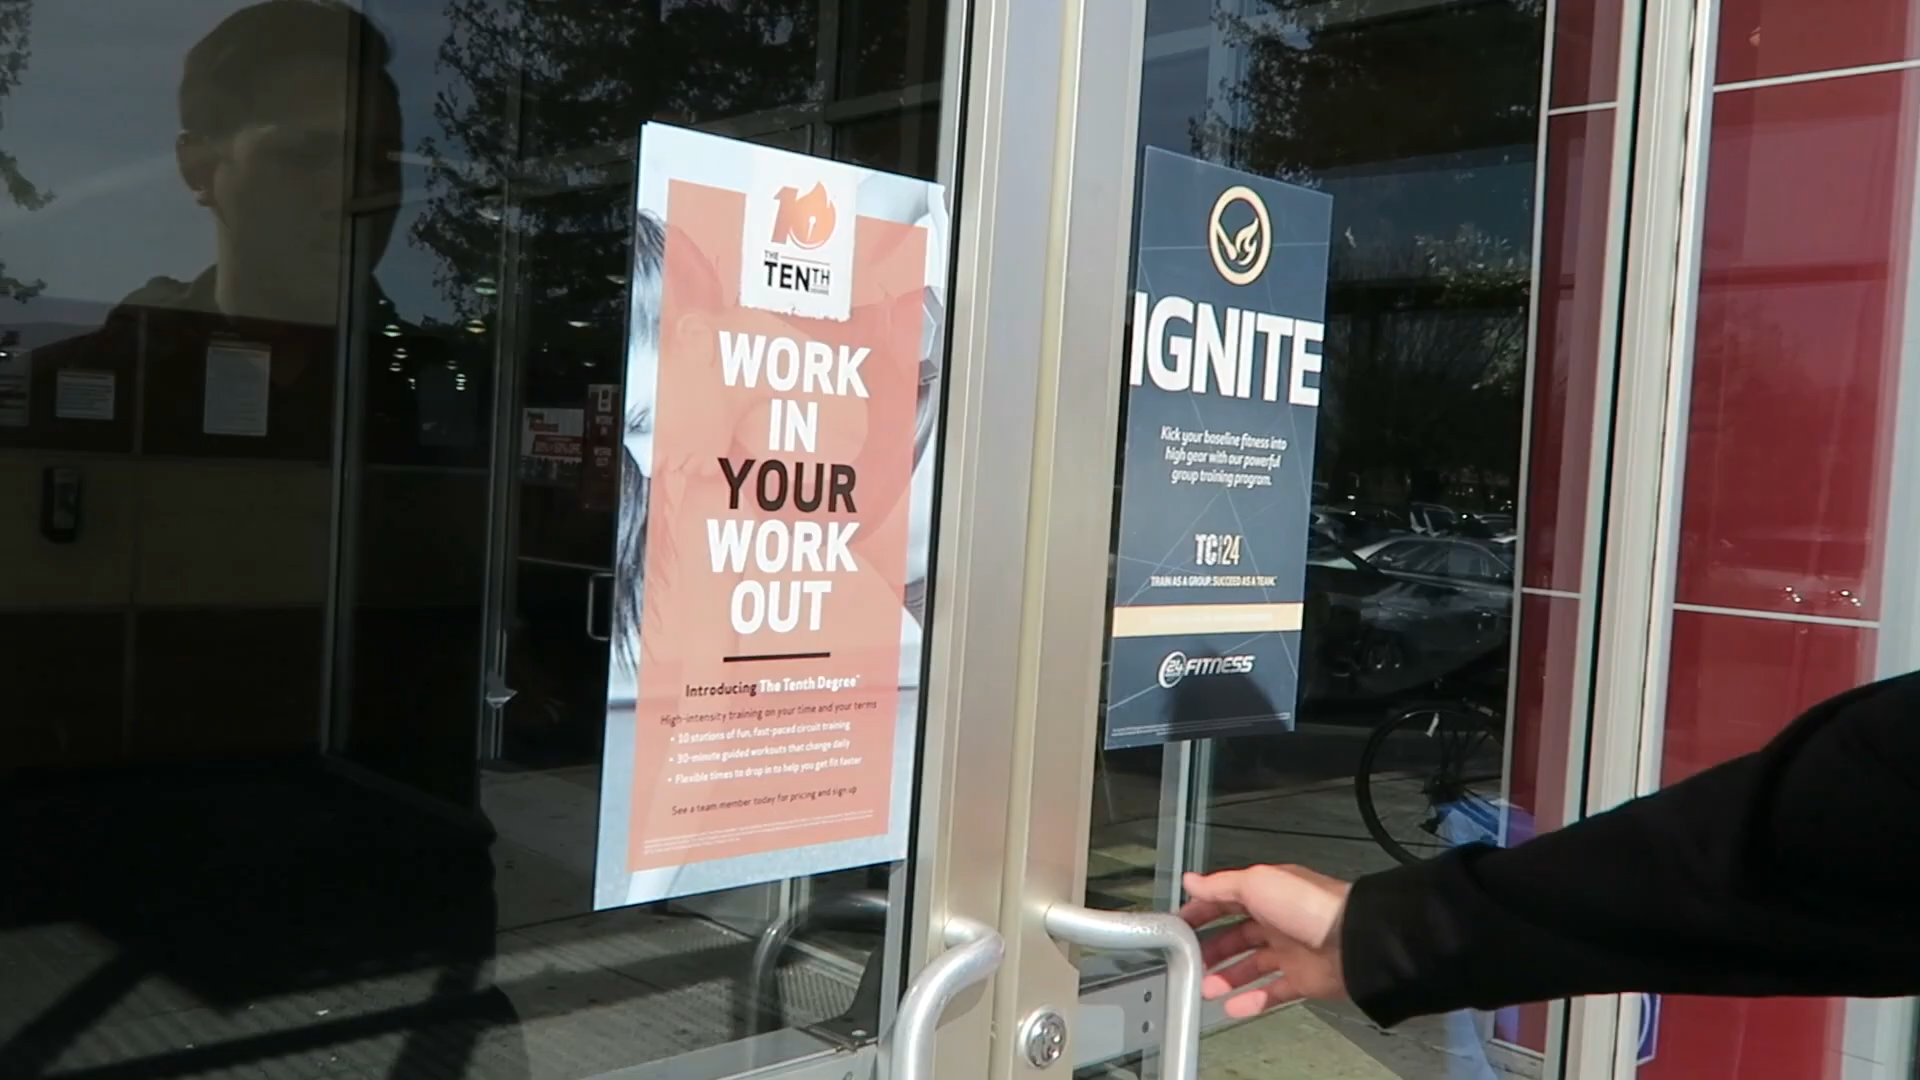 10
THE
TENTH
DEGREE
WORK
IN
YOUR
WORK
OUT
Introducing The Tenth Degree
High-intensity training on your time and your terms
• 10 stations of fun, fast-paced circuit training
• 30-minute guided workouts that change daily
• Flexible times to drop in to help you get fit faster
See a team member today for pricing and sign up
IGNITE
Kick your baseline fitness into
high gear with our powerful
group training program.
TC24
TRAIN AS A GROUP. SUCCEED AS A TEAM.
24 FITNESS